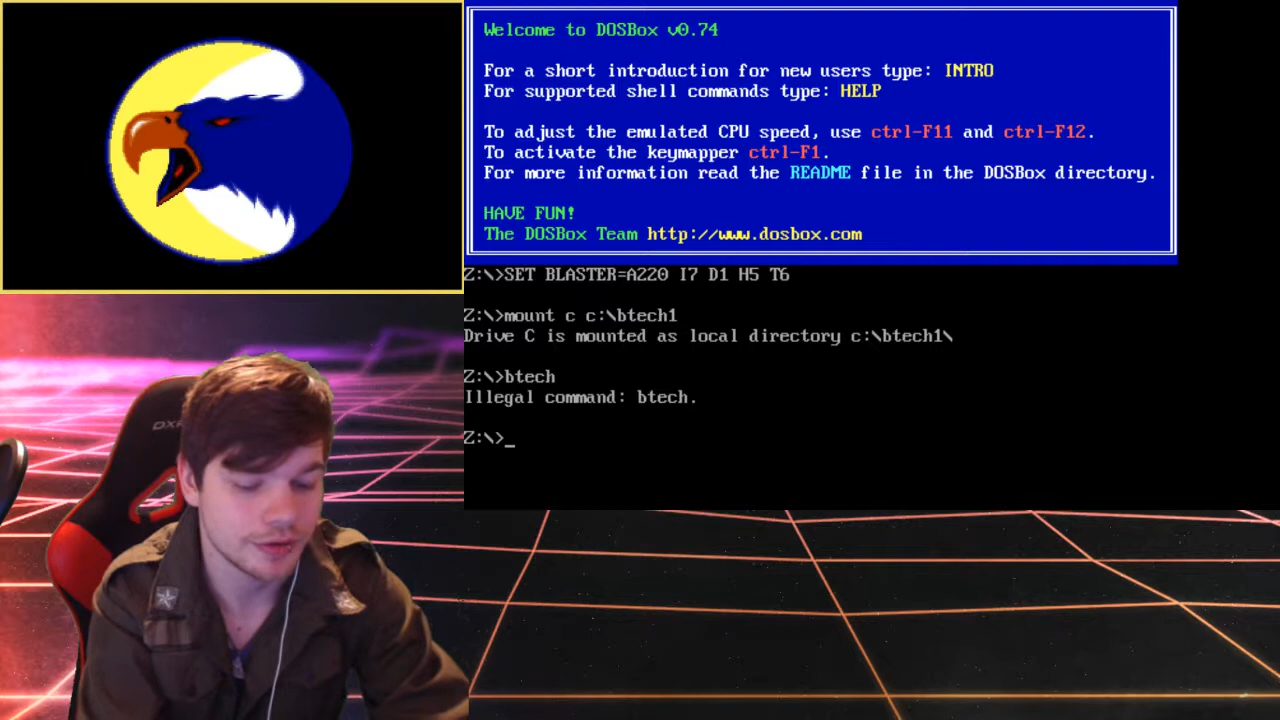 Welcome to DOSBox v0.74
For a short introduction for new users type: INTRO
For supported shell commands type: HELP
To adjust the emulated CPU speed, use ctrl-F11 and ctrl-F12.
To activate the keymapper ctrl-F1.
For more information read the README file in the DOSBox directory.
HAVE FUN!
The DOSBox Team http://www.dosbox.com
Z:\>SET BLASTER=A220 I7 D1 H5 T6
Z:\>mount c c:\btech1
Drive C is mounted as local directory c:\btech1\
Z:\>btech
Illegal command: btech.
Z:\>_